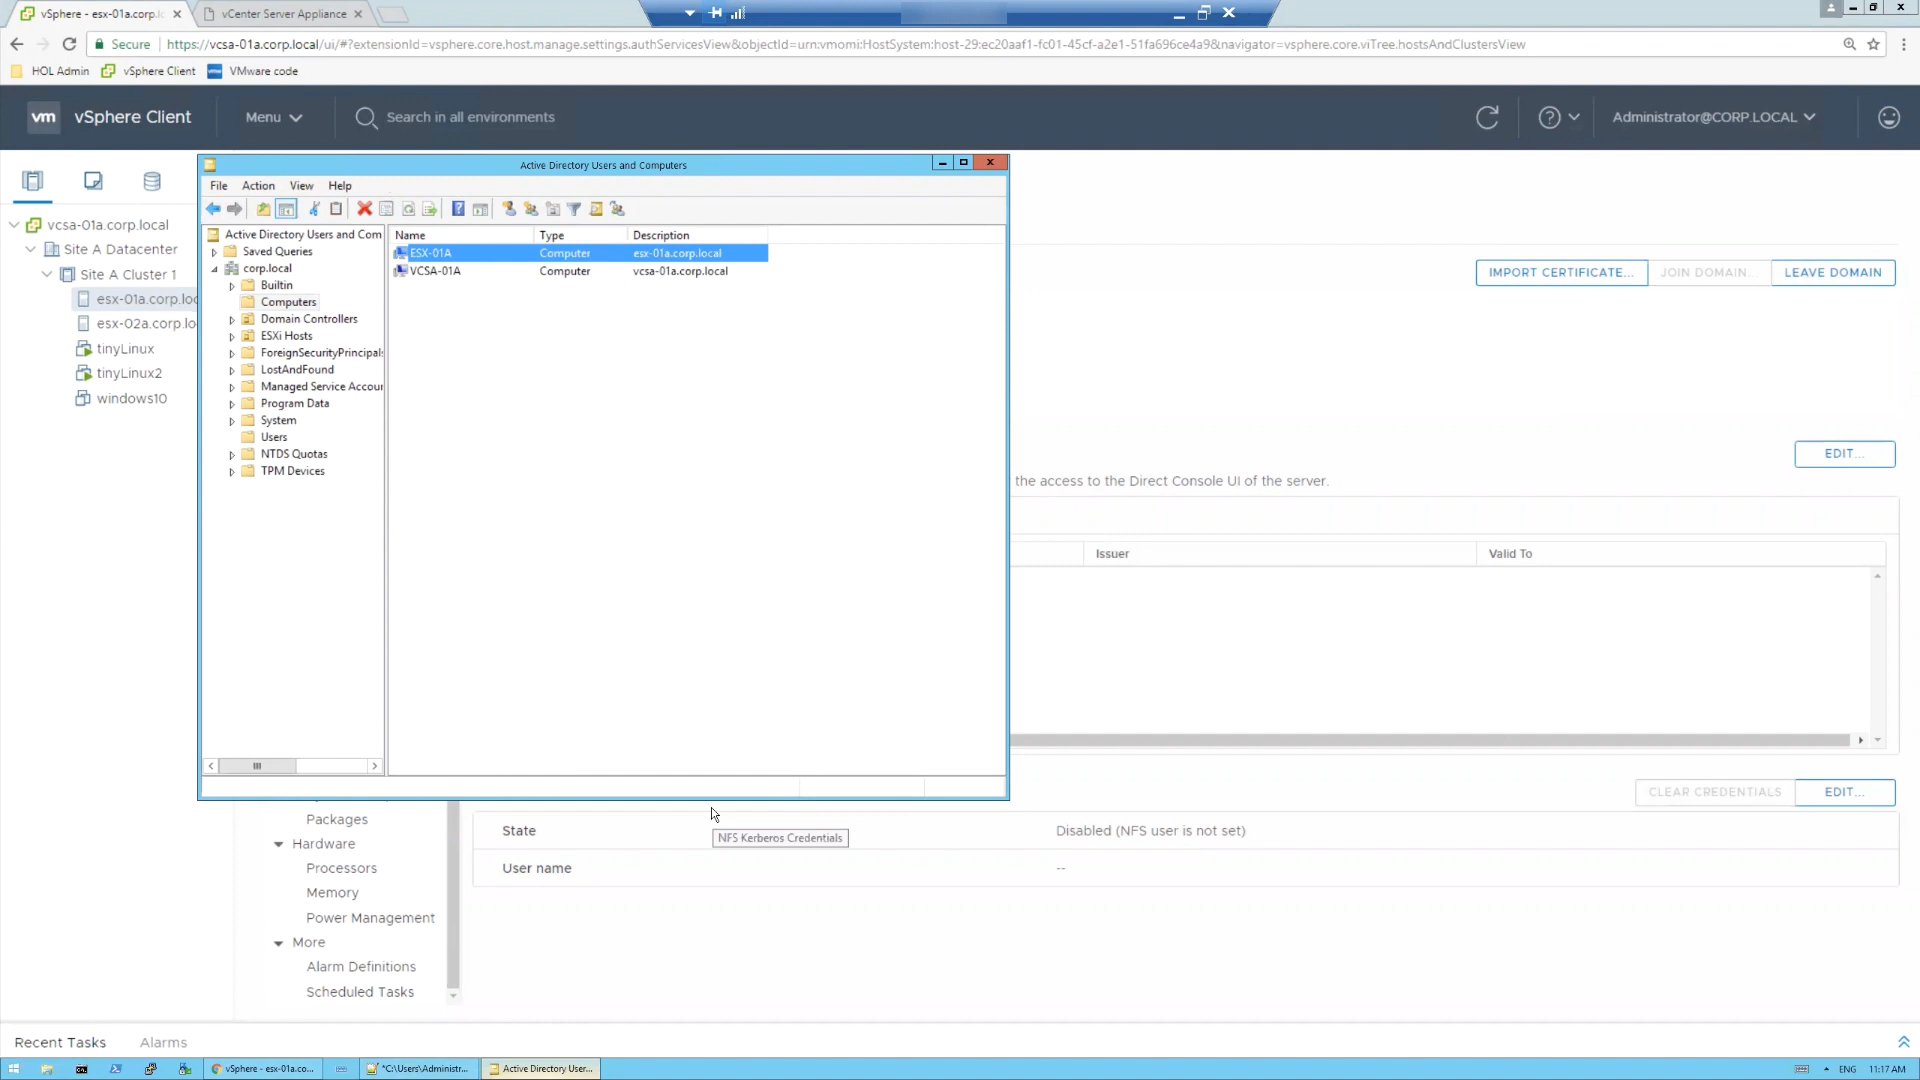 vSphere - esx-01a.corp.l
vCenter Server Appliance
Secure
https://vcsa-01a.corp.local/ui/#?extensionId=vsphere.core.host.manage.settings.authServicesView&objectId=urn:vmomi:HostSystem:host-29:ec20aaf1-fc01-45cf-a2e1-51fa696ce4a9&navigator=vsphere.core.viTree.hostsAndClustersView
HOL Admin
vSphere Client
VMware code
vm
vSphere Client
Menu
Search in all environments
Administrator@CORP.LOCAL
vcsa-01a.corp.local
Site A Datacenter
Site A Cluster 1
esx-01a.corp.loc
esx-02a.corp.lo
tinyLinux
tinyLinux2
windows10
Active Directory Users and Computers
File Action View Help
Active Directory Users and Com
Saved Queries
corp.local
Builtin
Computers
Domain Controllers
ESXi Hosts
ForeignSecurityPrincipals
LostAndFound
Managed Service Accour
Program Data
System
Users
NTDS Quotas
TPM Devices
Name Type Description
ESX-01A Computer esx-01a.corp.local
VCSA-01A Computer vcsa-01a.corp.local
IMPORT CERTIFICATE... JOIN DOMAIN... LEAVE DOMAIN
EDIT...
the access to the Direct Console UI of the server.
Issuer Valid To
CLEAR CREDENTIALS EDIT...
State Disabled (NFS user is not set)
NFS Kerberos Credentials
User name --
Packages
Hardware
Processors
Memory
Power Management
More
Alarm Definitions
Scheduled Tasks
Recent Tasks Alarms
vSphere - esx-01a.co...
*C:\Users\Administr...
Active Directory User...
ENG 11:17 AM